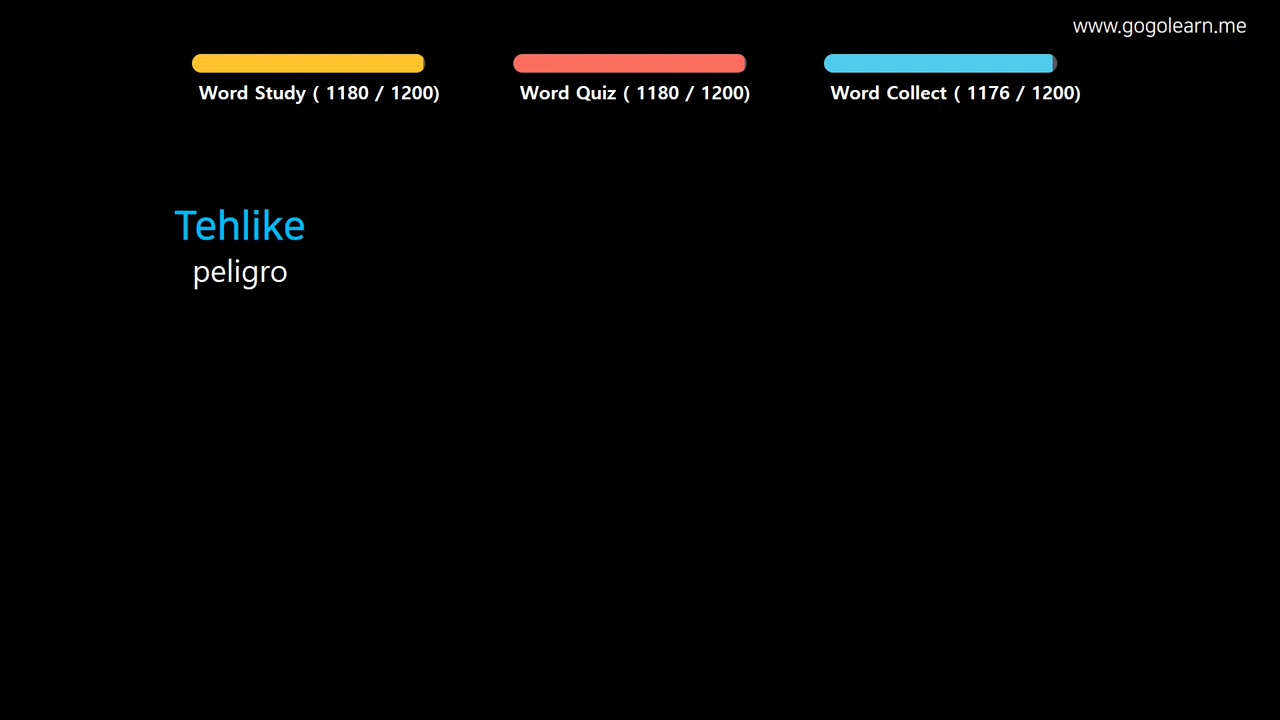 www.gogolearn.me
Word Study ( 1180 / 1200)
Word Quiz ( 1180 / 1200)
Word Collect ( 1176 / 1200)
Tehlike
peligro